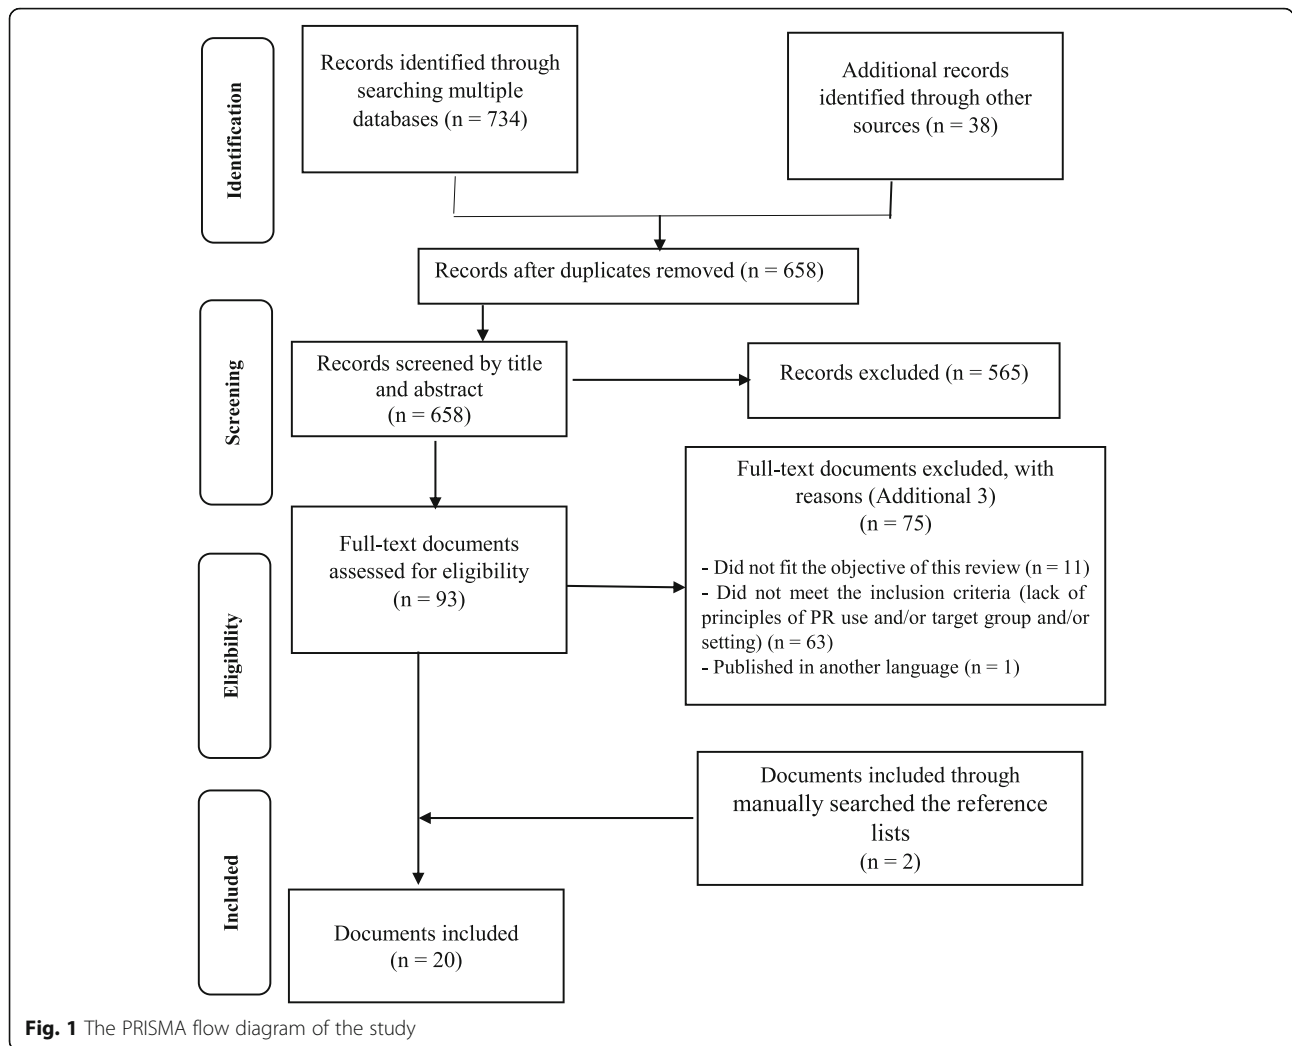 Identification
Records identified through
searching multiple
databases (n = 734)
Additional records
identified through other
sources (n = 38)
Records after duplicates removed (n = 658)
Screening
Records screened by title
and abstract
(n = 658)
Records excluded (n = 565)
Eligibility
Full-text documents
assessed for eligibility
(n = 93)
Full-text documents excluded, with
reasons (Additional 3)
(n = 75)
- Did not fit the objective of this review (n = 11)
- Did not meet the inclusion criteria (lack of
principles of PR use and/or target group and/or
setting) (n = 63)
- Published in another language (n = 1)
Included
Documents included through
manually searched the reference
lists
(n = 2)
Documents included
(n = 20)
Fig. 1 The PRISMA flow diagram of the study